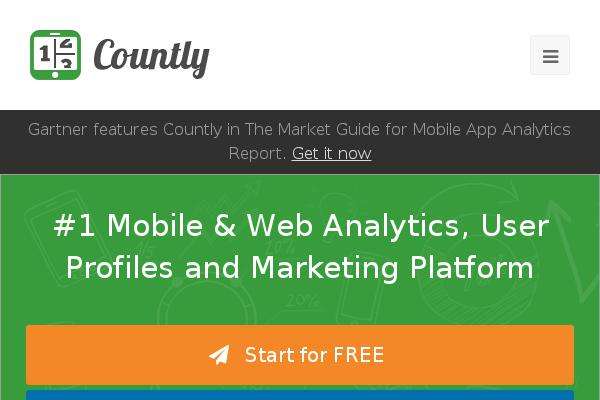 Countly
Gartner features Countly in The Market Guide for Mobile App Analytics
Report. Get it now
#1 Mobile & Web Analytics, User
Profiles and Marketing Platform
Start for FREE